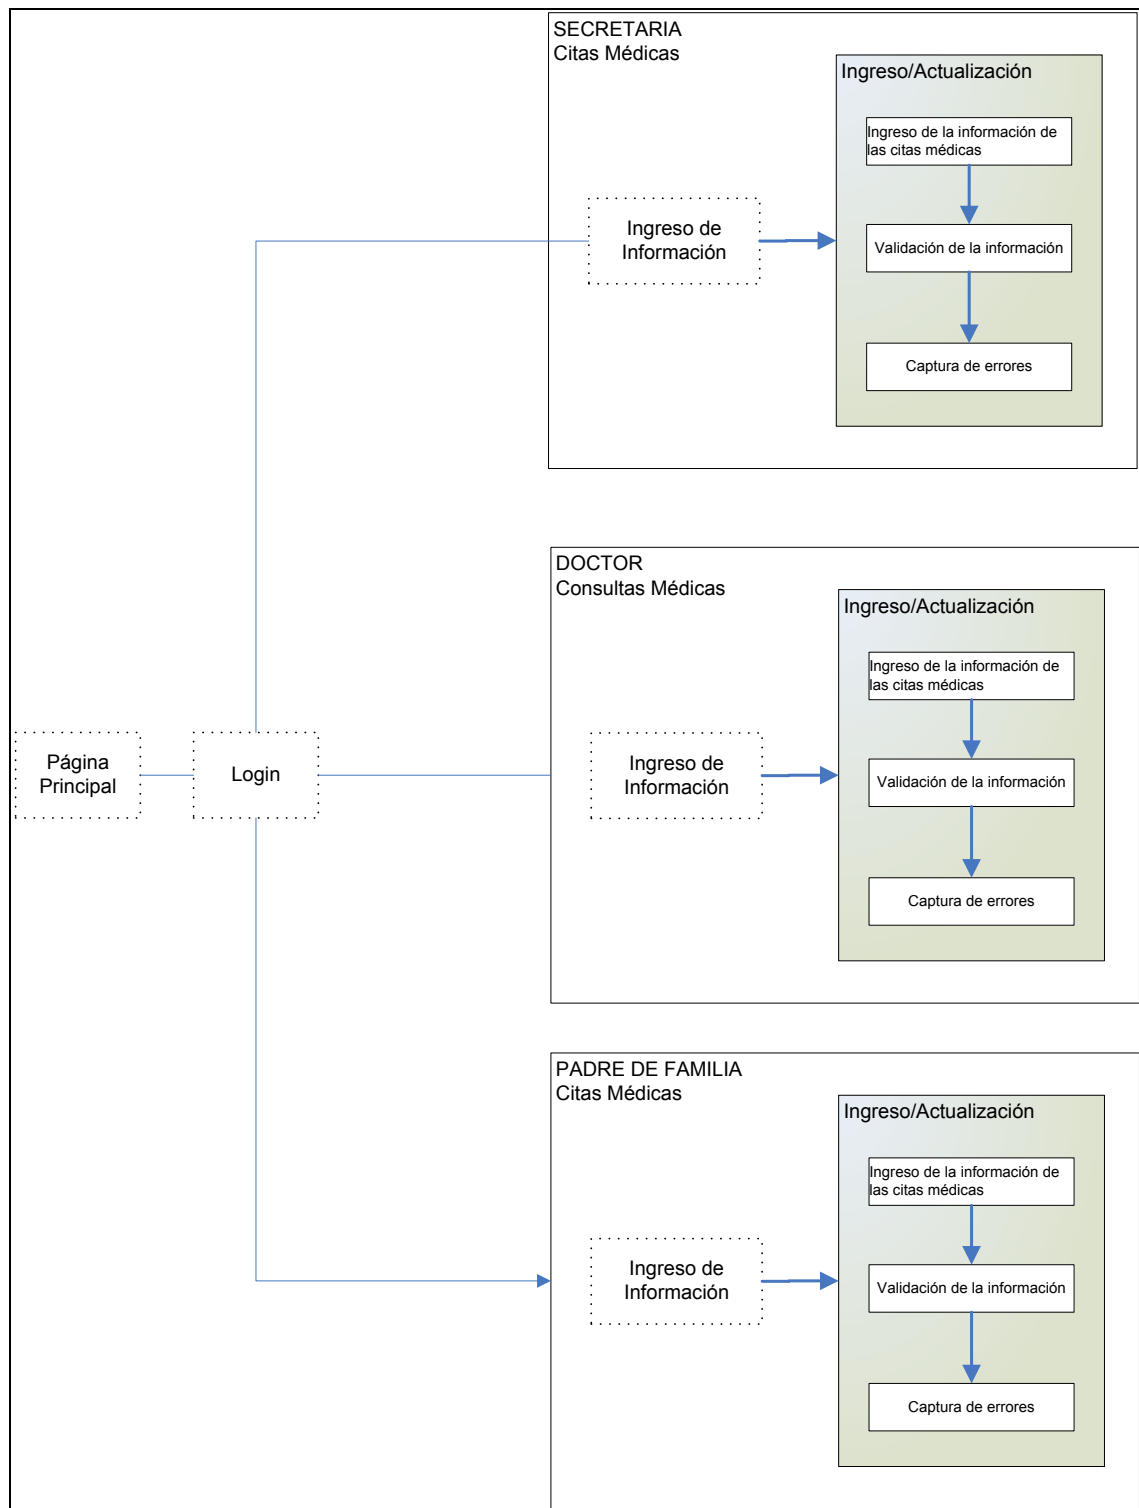 SECRETARIA
Citas Médicas
Ingreso/Actualización
Ingreso de la información de
las citas médicas
Ingreso de
Información
Validación de la información
Captura de errores
DOCTOR
Consultas Médicas
Ingreso/Actualización
Ingreso de la información de
las citas médicas
Página
Principal
Login
Ingreso de
Información
Validación de la información
Captura de errores
PADRE DE FAMILIA
Citas Médicas
Ingreso/Actualización
Ingreso de la información de
las citas médicas
Ingreso de
Información
Validación de la información
Captura de errores